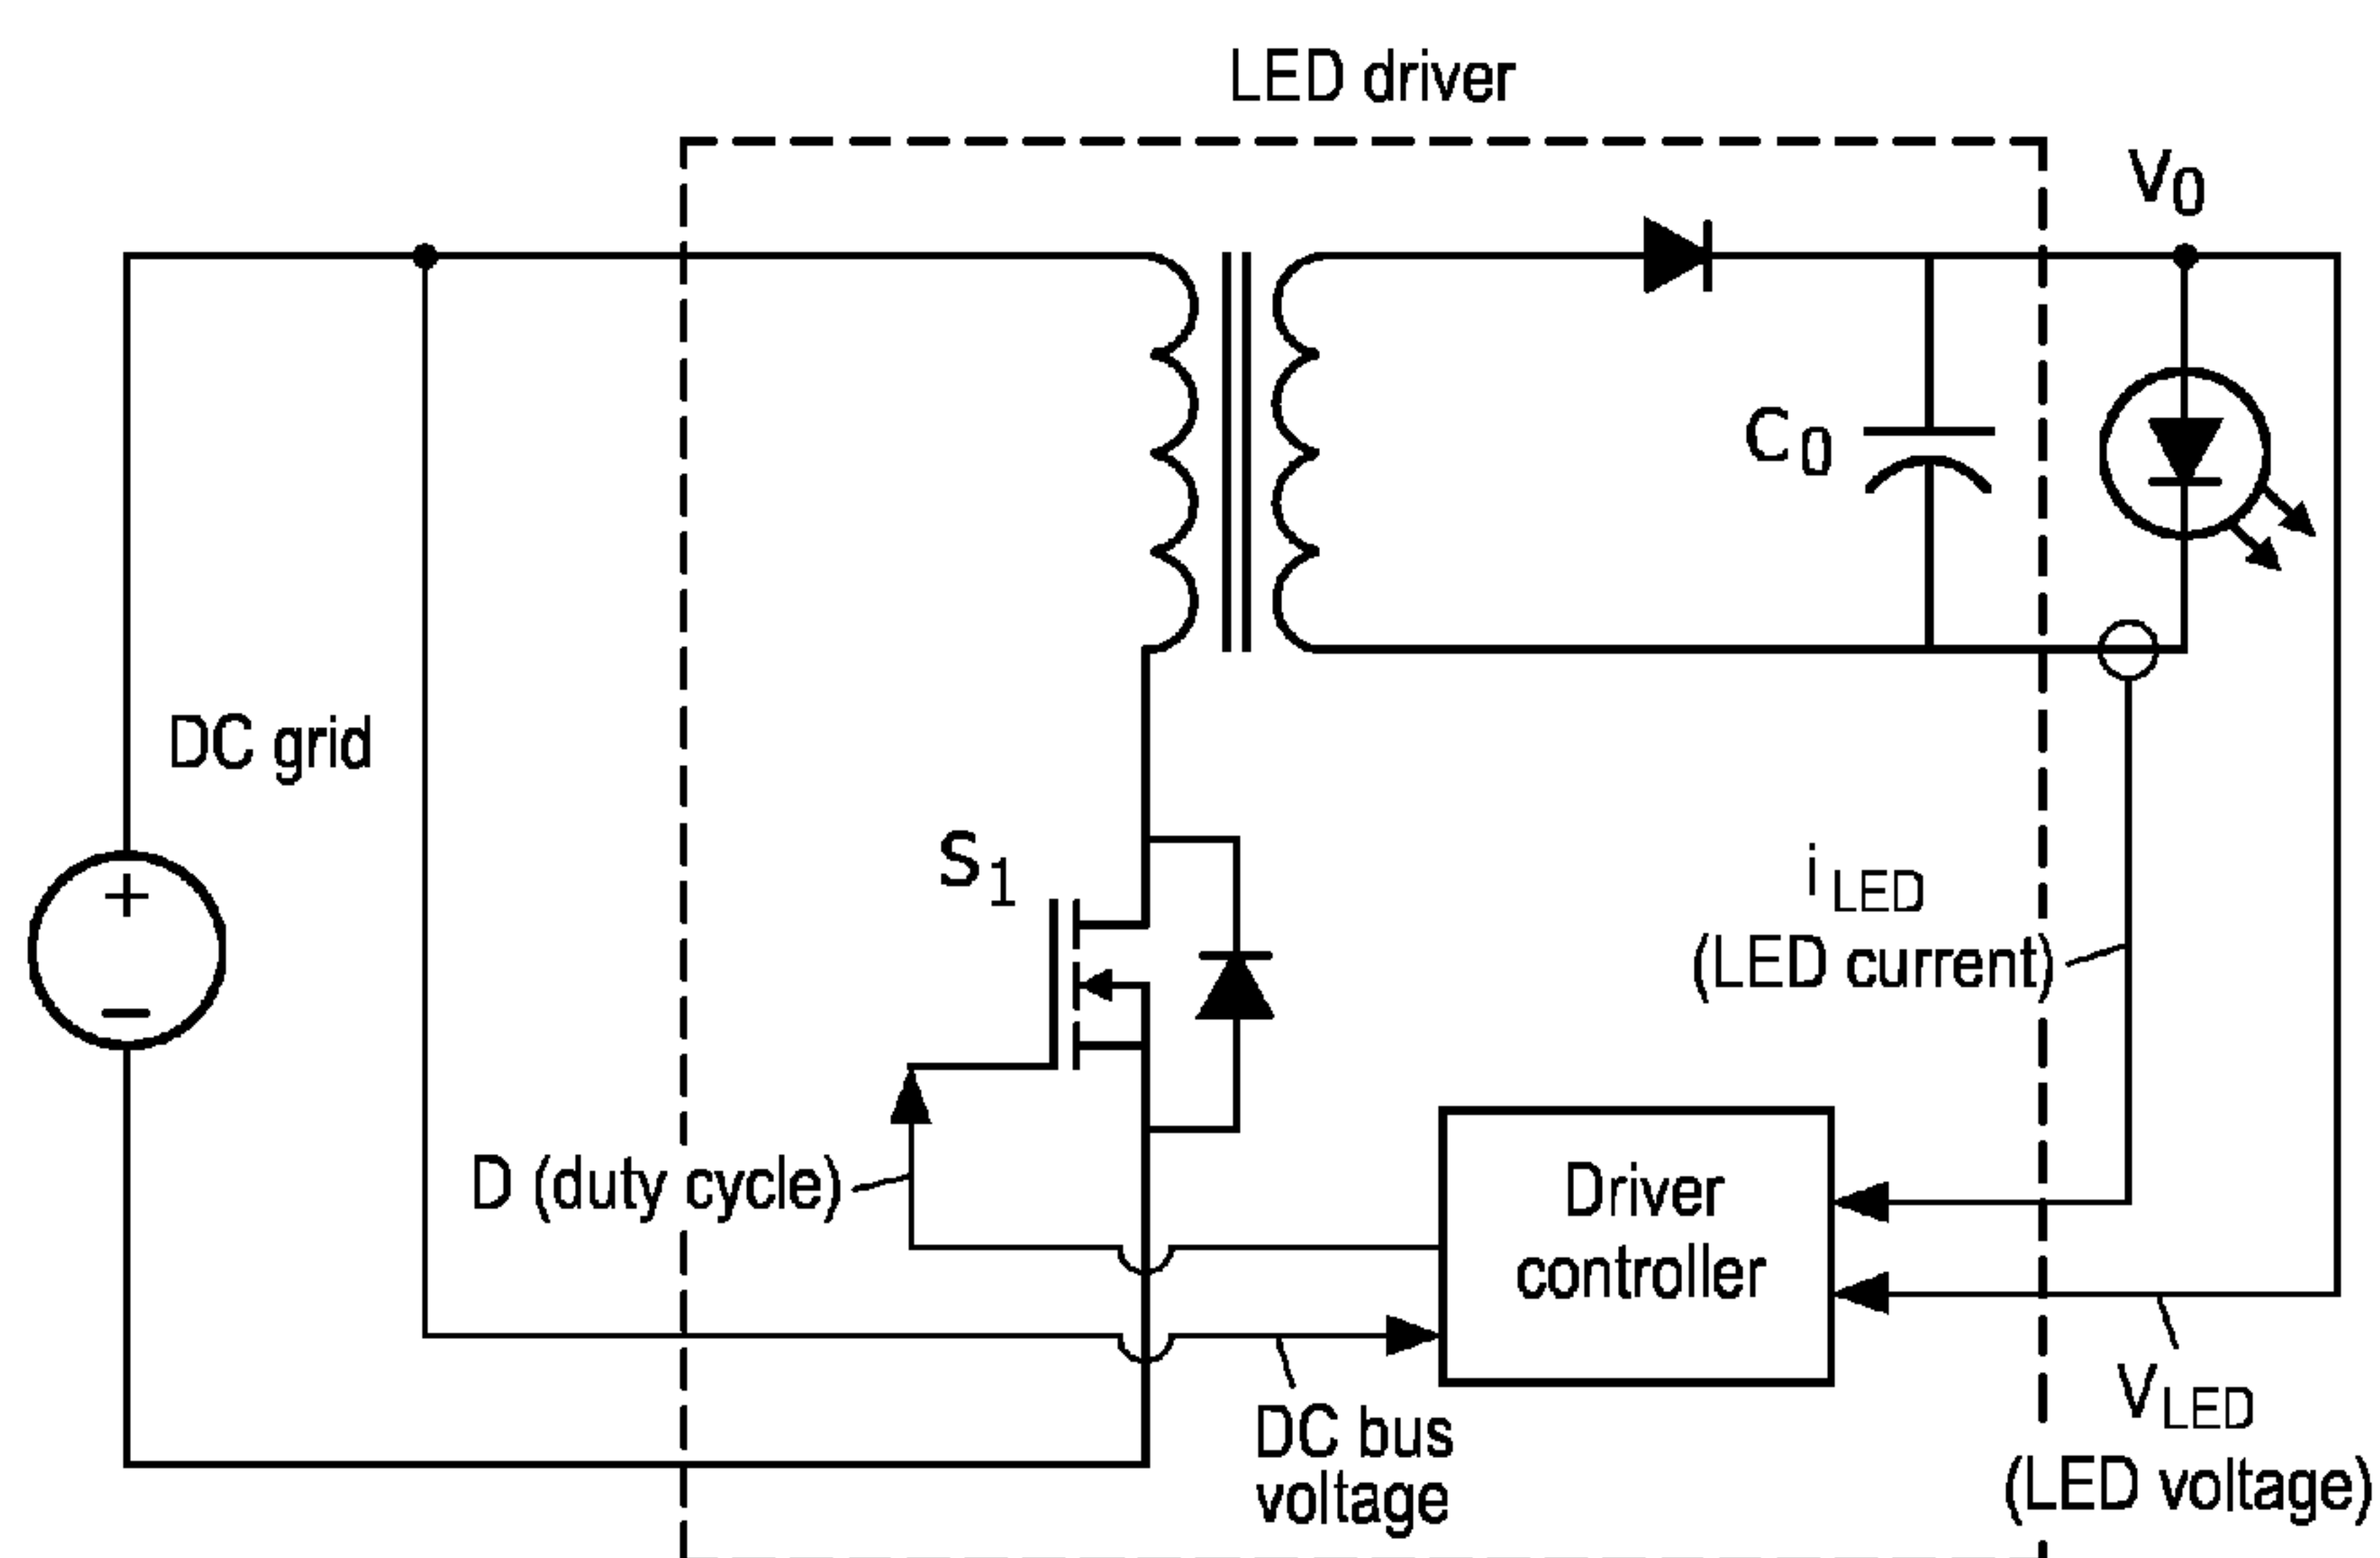 LED driver
V0
C0
DC grid
S1
iLED
(LED current)
D (duty cycle)
Driver
controller
DC bus
voltage
VLED
(LED voltage)